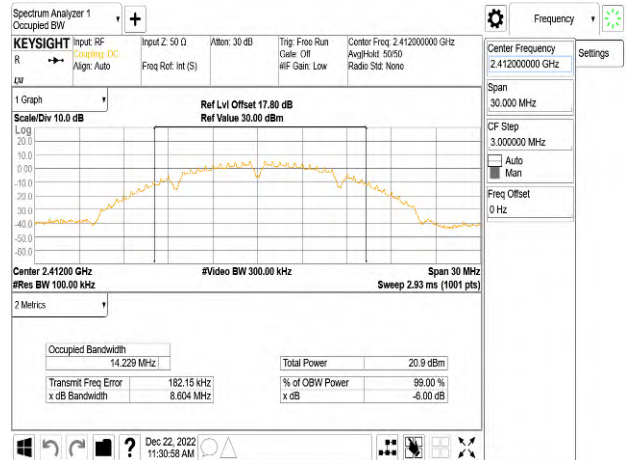 Spectrum Analyzer 1
Occupied BW
+
Frequency
KEYSIGHT
R
Input: RF
Coupling: DC
Align: Auto
Input Z: 50 Ω
Freq Ref: Int (S)
Atten: 30 dB
Trig: Free Run
Gate: Off
#IF Gain: Low
Center Freq: 2.412000000 GHz
Avg|Hold: 50/50
Radio Std: None
Center Frequency
2.412000000 GHz
Settings
Span
30.000 MHz
CF Step
3.000000 MHz
Auto
Man
Freq Offset
0 Hz
1 Graph
Scale/Div 10.0 dB
Ref Lvl Offset 17.80 dB
Ref Value 30.00 dBm
Log
20.0
10.0
0.00
-10.0
-20.0
-30.0
-40.0
-50.0
-60.0
Center 2.41200 GHz
#Video BW 300.00 kHz
Span 30 MHz
#Res BW 100.00 kHz
Sweep 2.93 ms (1001 pts)
2 Metrics
Occupied Bandwidth
14.229 MHz
Total Power 20.9 dBm
Transmit Freq Error 182.15 kHz
% of OBW Power 99.00 %
x dB Bandwidth 8.604 MHz
x dB -6.00 dB
?
Dec 22, 2022
11:30:58 AM